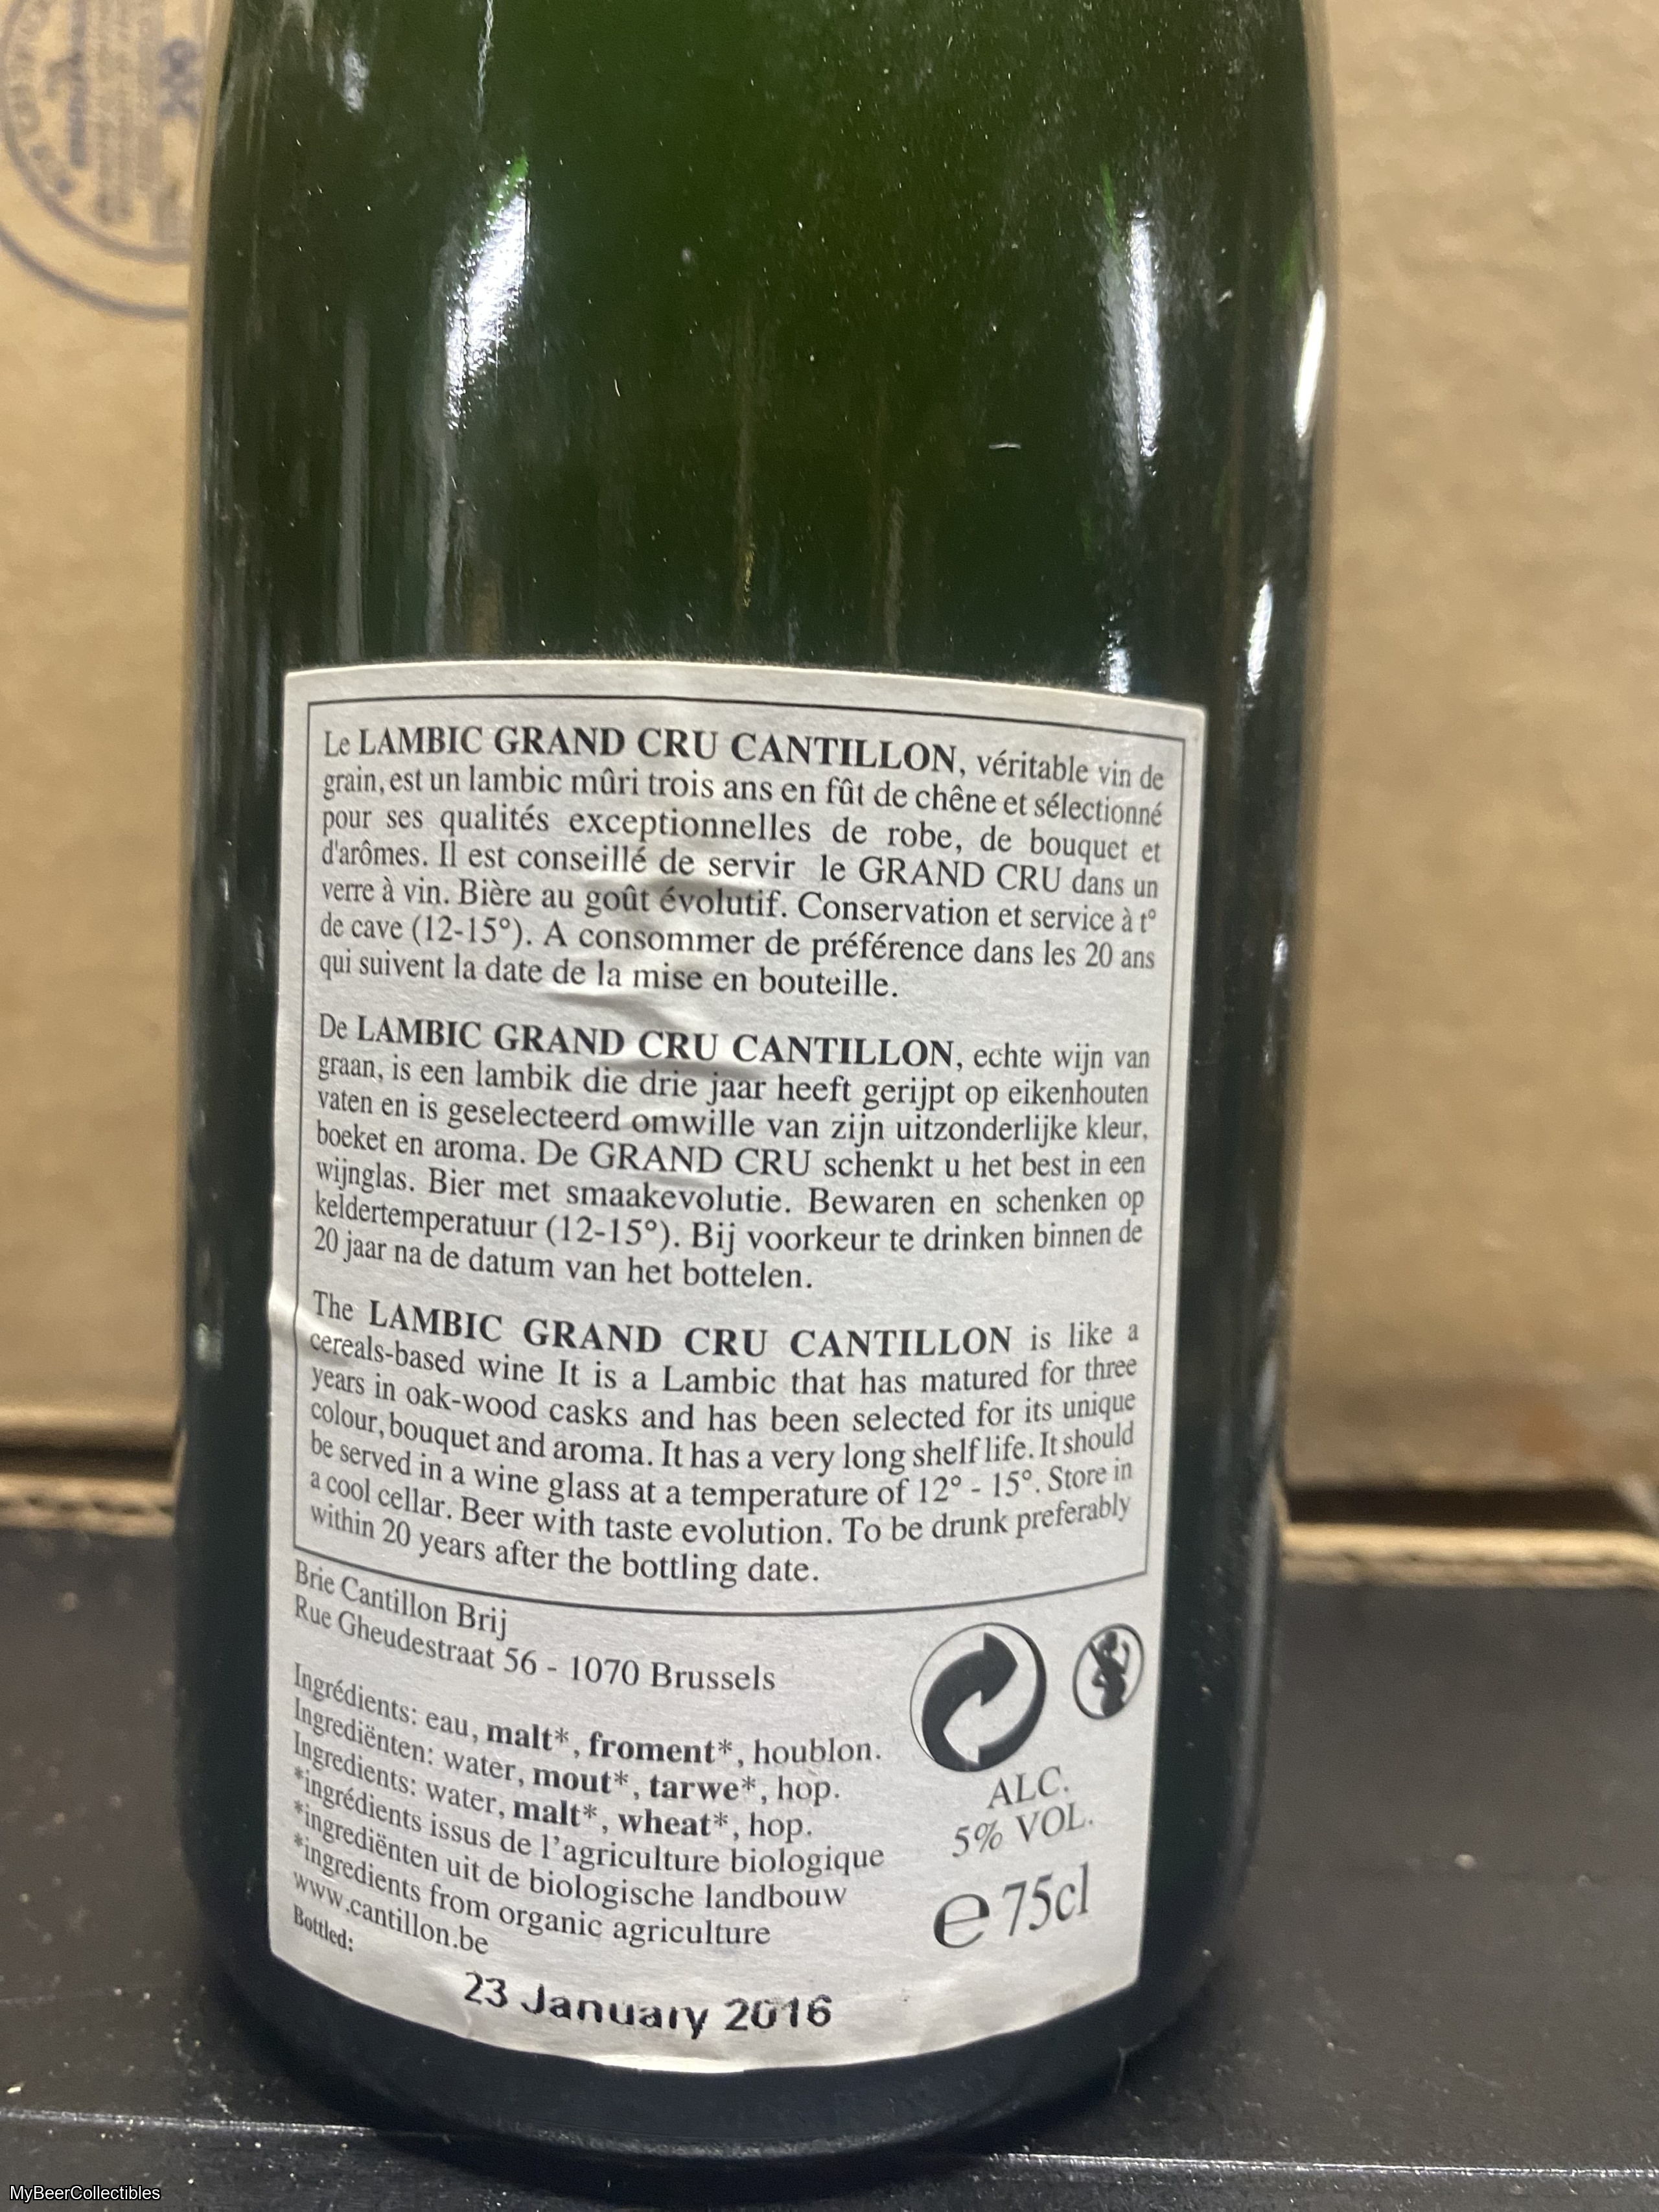 Le LAMBIC GRAND CRU CANTILLON, véritable vin de
grain, est un lambic mûri trois ans en fût de chêne et sélectionné
pour ses qualités exceptionnelles de robe, de bouquet et
d'arômes. Il est conseillé de servir le GRAND CRU dans un
verre à vin. Bière au goût évolutif. Conservation et service à t°
de cave (12-15°). A consommer de préférence dans les 20 ans
qui suivent la date de la mise en bouteille.
De LAMBIC GRAND CRU CANTILLON, echte wijn van
graan, is een lambik die drie jaar heeft gerijpt op eikenhouten
vaten en is geselecteerd omwille van zijn uitzonderlijke kleur,
boeket en aroma. De GRAND CRU schenkt u het best in een
wijnglas. Bier met smaakevolutie. Bewaren en schenken op
keldertemperatuur (12-15°). Bij voorkeur te drinken binnen de
20 jaar na de datum van het bottelen.
The LAMBIC GRAND CRU CANTILLON is like a
cereals-based wine It is a Lambic that has matured for three
years in oak-wood casks and has been selected for its unique
colour, bouquet and aroma. It has a very long shelf life. It should
be served in a wine glass at a temperature of 12° - 15°. Store in
a cool cellar. Beer with taste evolution. To be drunk preferably
within 20 years after the bottling date.
Brie Cantillon Brij
Rue Gheudestraat 56 - 1070 Brussels
Ingrédients: eau, malt*, froment*, houblon.
Ingrediënten: water, mout*, tarwe*, hop.
Ingredients: water, malt*, wheat*, hop.
*ingrédients issus de l'agriculture biologique
*ingrediënten uit de biologische landbouw
*ingredients from organic agriculture
www.cantillon.be
Bottled:
23 January 2016
ALC.
5% VOL.
e 75cl
MyBeerCollectibles